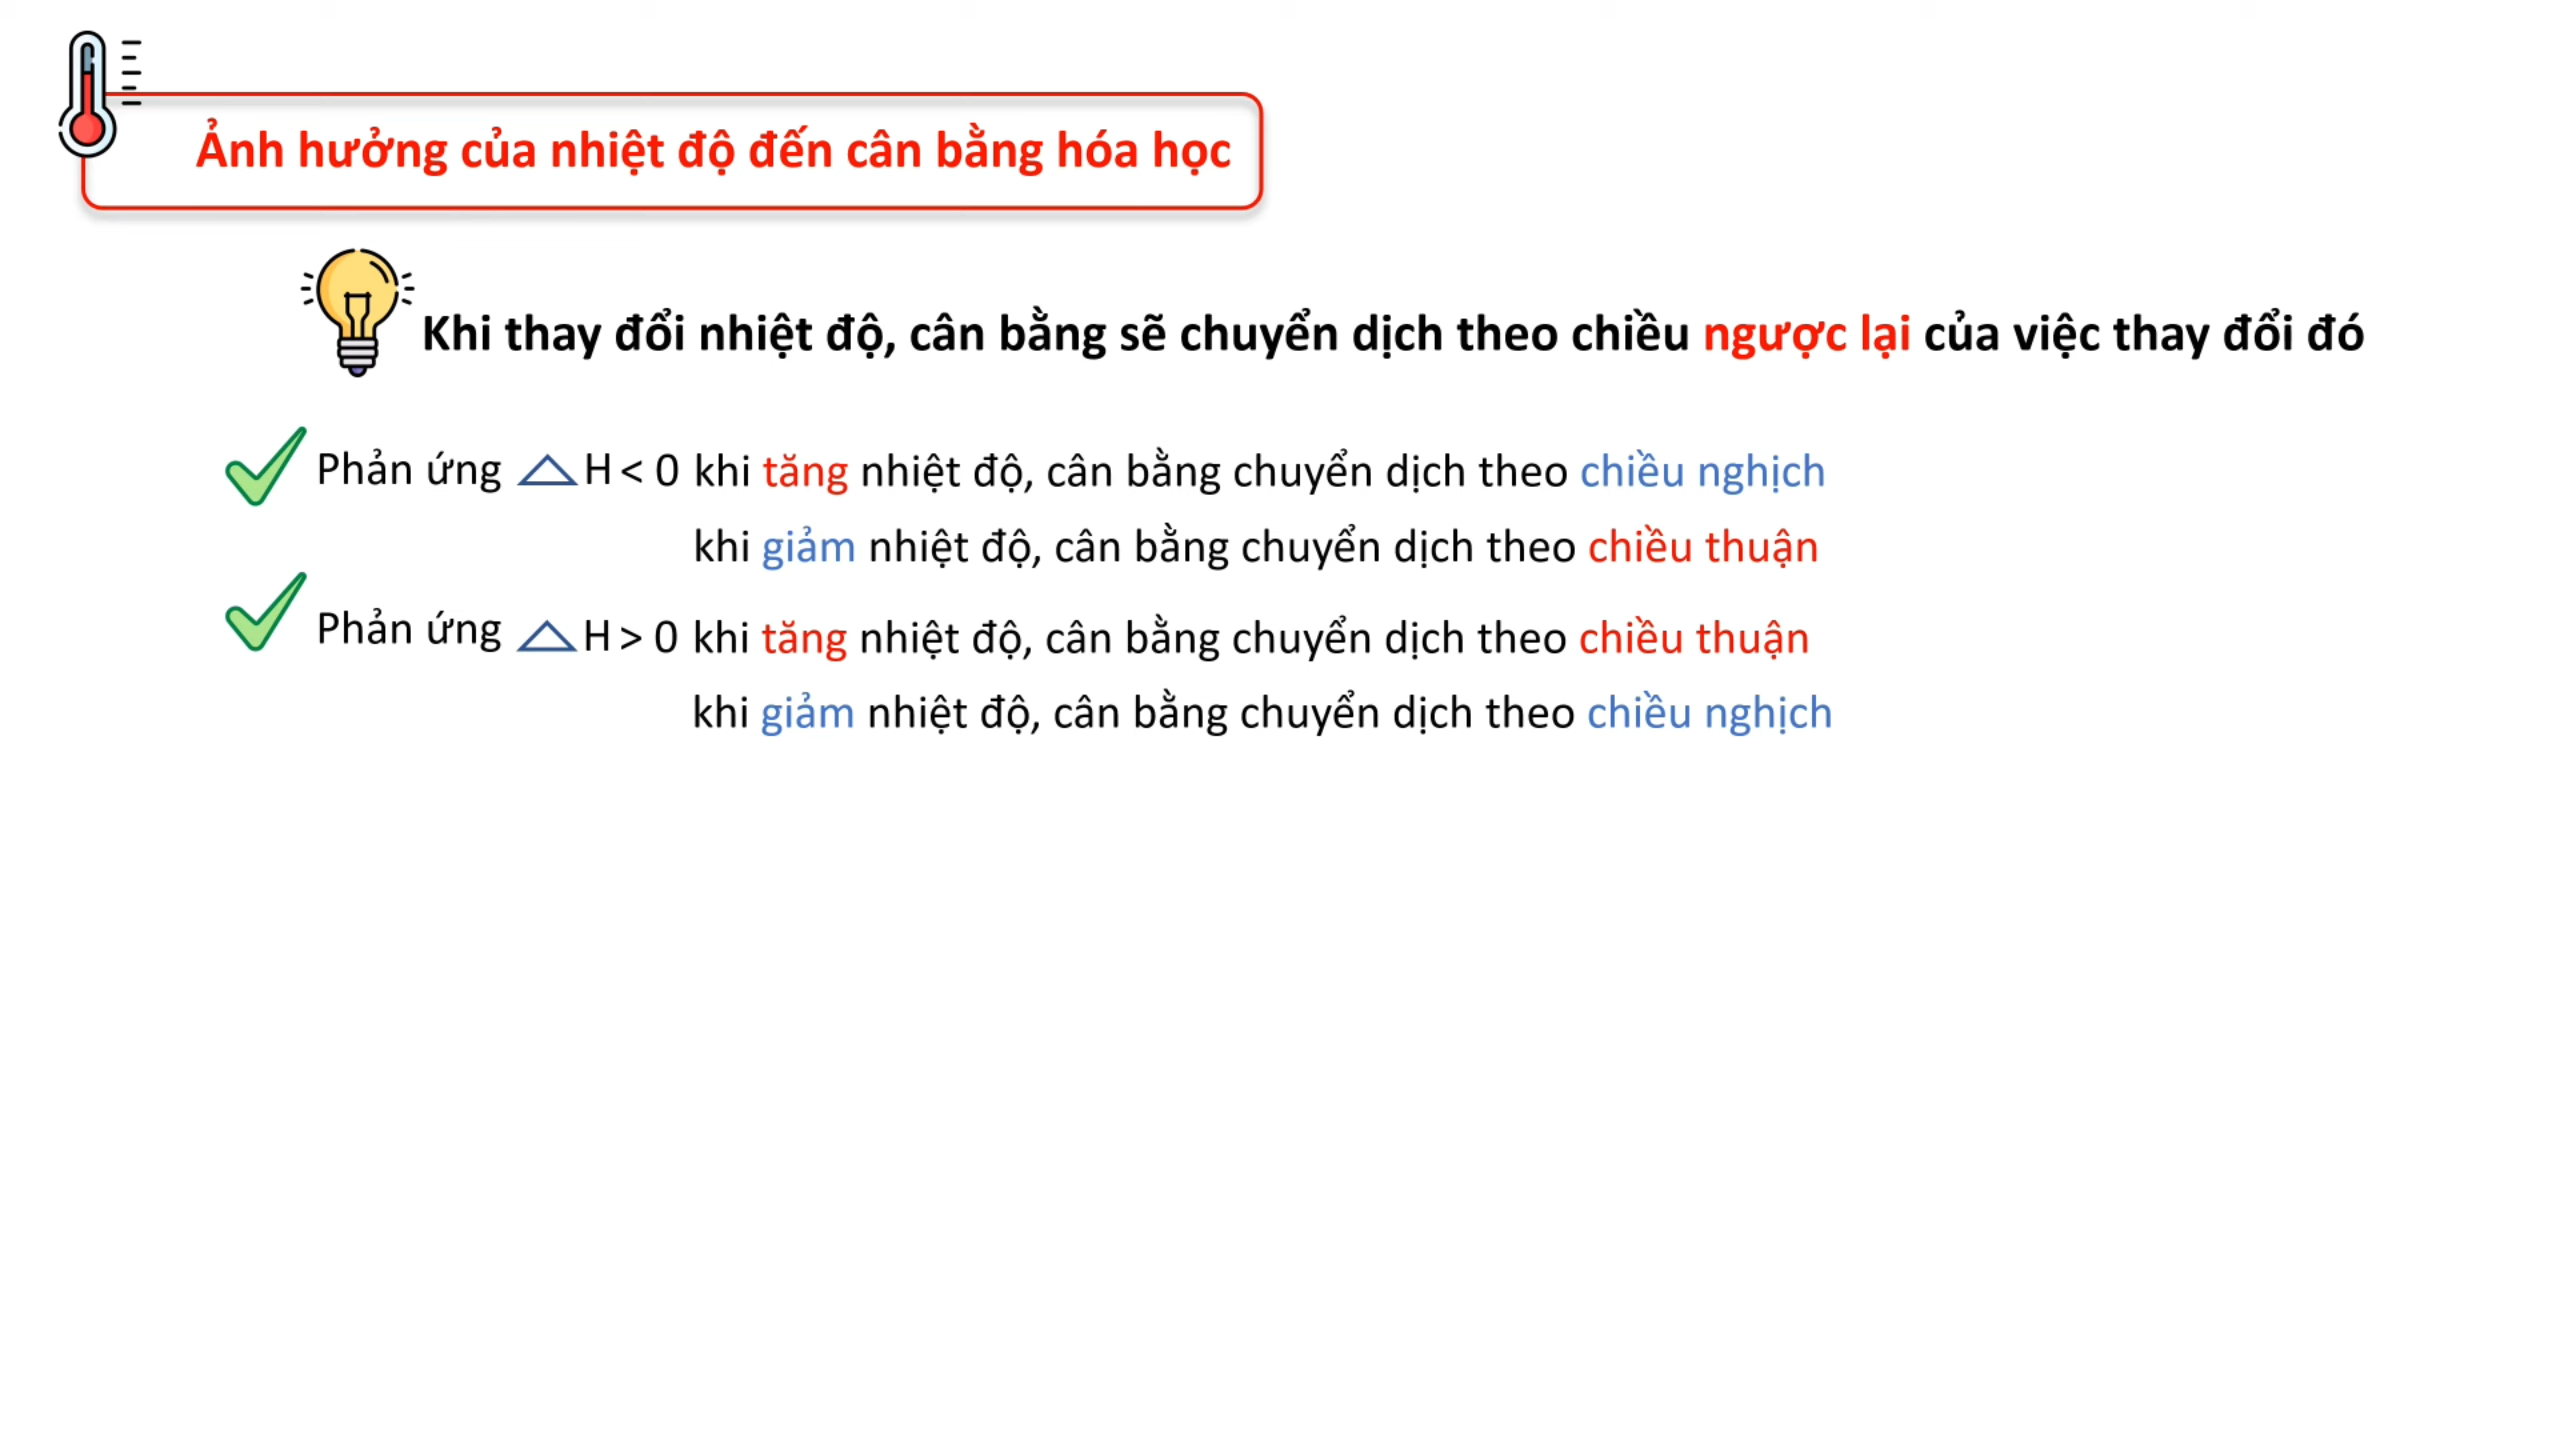 Ảnh hưởng của nhiệt độ đến cân bằng hóa học
Khi thay đổi nhiệt độ, cân bằng sẽ chuyển dịch theo chiều ngược lại của việc thay đổi đó
Phản ứng △H < 0 khi tăng nhiệt độ, cân bằng chuyển dịch theo chiều nghịch
khi giảm nhiệt độ, cân bằng chuyển dịch theo chiều thuận
Phản ứng △H > 0 khi tăng nhiệt độ, cân bằng chuyển dịch theo chiều thuận
khi giảm nhiệt độ, cân bằng chuyển dịch theo chiều nghịch